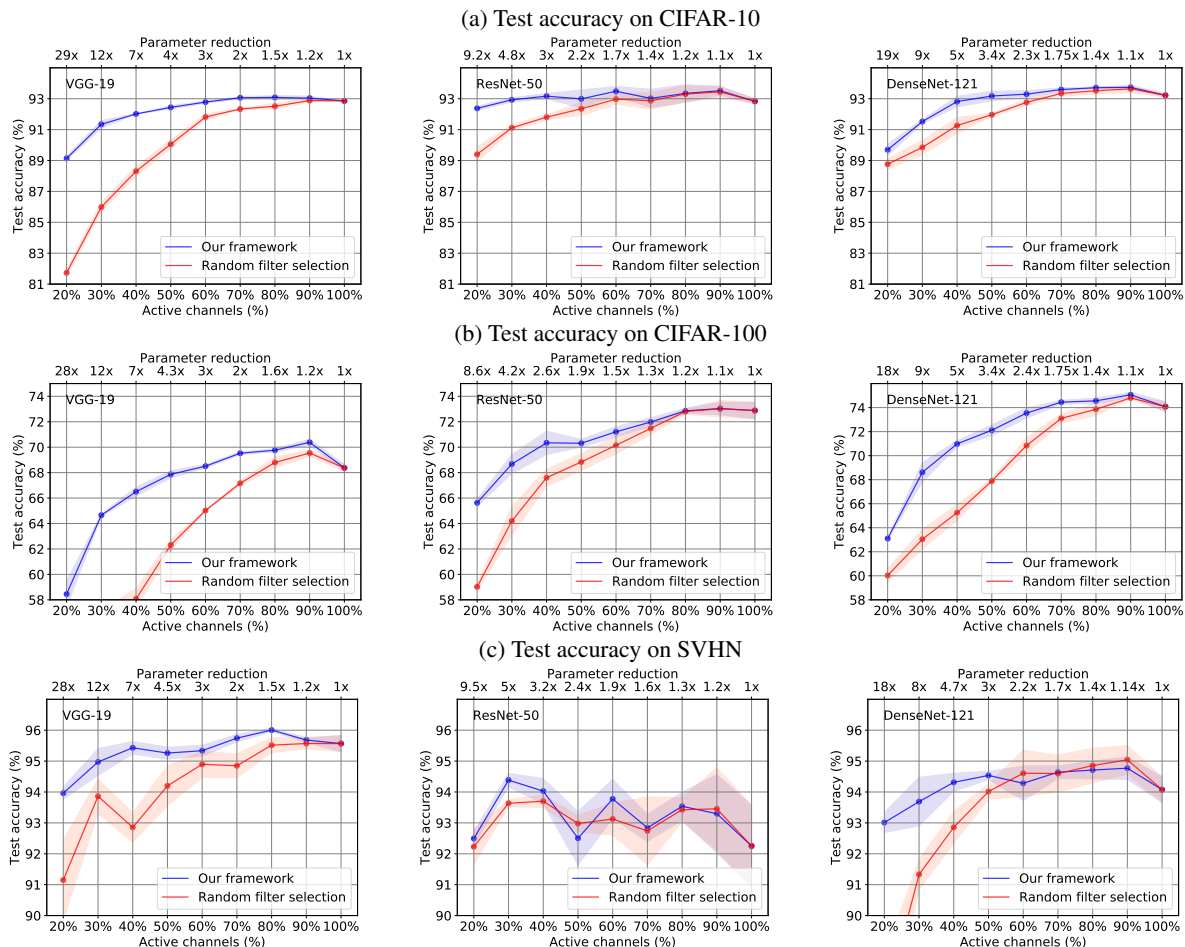 (a) Test accuracy on CIFAR-10
Parameter reduction
29x 12x 7x 4x 3x 2x 1.5x 1.2x 1x
VGG-19
Test accuracy (%)
93
91
89
87
85
83
81
Our framework
Random filter selection
20% 30% 40% 50% 60% 70% 80% 90% 100%
Active channels (%)
Parameter reduction
9.2x 4.8x 3x 2.2x 1.7x 1.4x 1.2x 1.1x 1x
ResNet-50
Test accuracy (%)
93
91
89
87
85
83
81
Our framework
Random filter selection
20% 30% 40% 50% 60% 70% 80% 90% 100%
Active channels (%)
Parameter reduction
19x 9x 5x 3.4x 2.3x 1.75x 1.4x 1.1x 1x
DenseNet-121
Test accuracy (%)
93
91
89
87
85
83
81
Our framework
Random filter selection
20% 30% 40% 50% 60% 70% 80% 90% 100%
Active channels (%)
(b) Test accuracy on CIFAR-100
Parameter reduction
28x 12x 7x 4.3x 3x 2x 1.6x 1.2x 1x
VGG-19
Test accuracy (%)
74
72
70
68
66
64
62
60
58
Our framework
Random filter selection
20% 30% 40% 50% 60% 70% 80% 90% 100%
Active channels (%)
Parameter reduction
8.6x 4.2x 2.6x 1.9x 1.5x 1.3x 1.2x 1.1x 1x
ResNet-50
Test accuracy (%)
74
72
70
68
66
64
62
60
58
Our framework
Random filter selection
20% 30% 40% 50% 60% 70% 80% 90% 100%
Active channels (%)
Parameter reduction
18x 9x 5x 3.4x 2.4x 1.75x 1.4x 1.1x 1x
DenseNet-121
Test accuracy (%)
74
72
70
68
66
64
62
60
58
Our framework
Random filter selection
20% 30% 40% 50% 60% 70% 80% 90% 100%
Active channels (%)
(c) Test accuracy on SVHN
Parameter reduction
28x 12x 7x 4.5x 3x 2x 1.5x 1.2x 1x
VGG-19
Test accuracy (%)
96
95
94
93
92
91
90
Our framework
Random filter selection
20% 30% 40% 50% 60% 70% 80% 90% 100%
Active channels (%)
Parameter reduction
9.5x 5x 3.2x 2.4x 1.9x 1.6x 1.3x 1.2x 1x
ResNet-50
Test accuracy (%)
96
95
94
93
92
91
90
Our framework
Random filter selection
20% 30% 40% 50% 60% 70% 80% 90% 100%
Active channels (%)
Parameter reduction
18x 8x 4.7x 3x 2.2x 1.7x 1.4x 1.14x 1x
DenseNet-121
Test accuracy (%)
96
95
94
93
92
91
90
Our framework
Random filter selection
20% 30% 40% 50% 60% 70% 80% 90% 100%
Active channels (%)